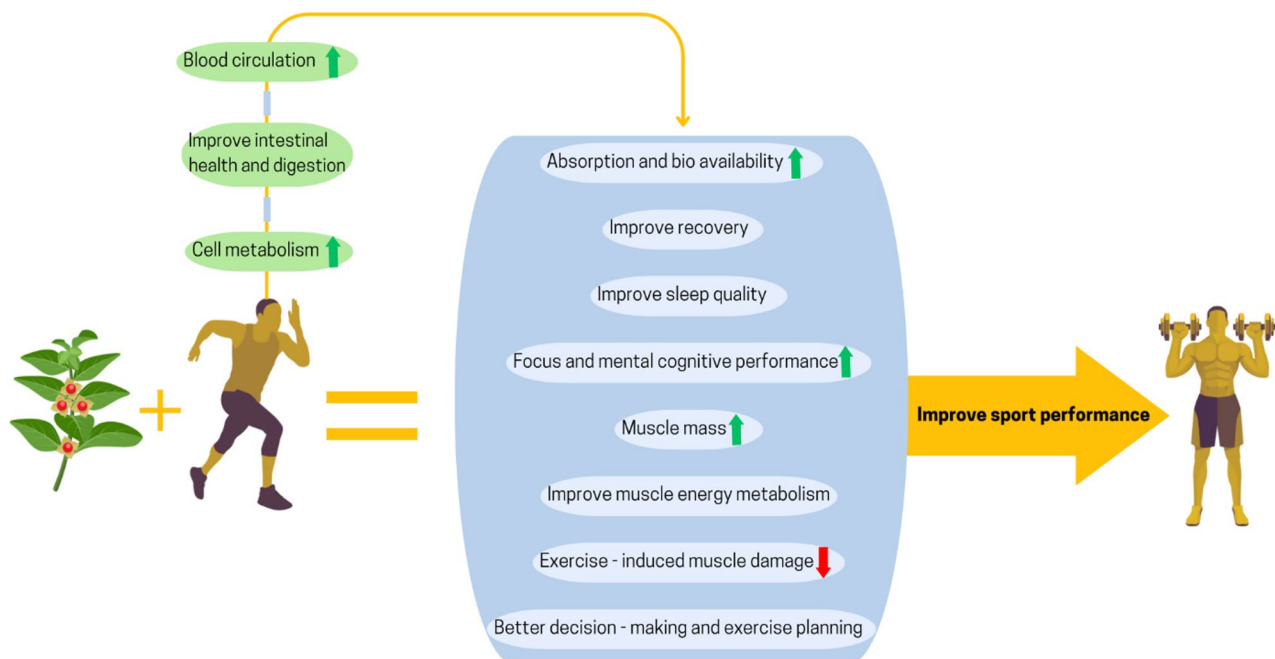 Blood circulation
Improve intestinal
health and digestion
Cell metabolism
Absorption and bio availability
Improve recovery
Improve sleep quality
Focus and mental cognitive performance
Muscle mass
Improve muscle energy metabolism
Exercise - induced muscle damage
Better decision - making and exercise planning
Improve sport performance